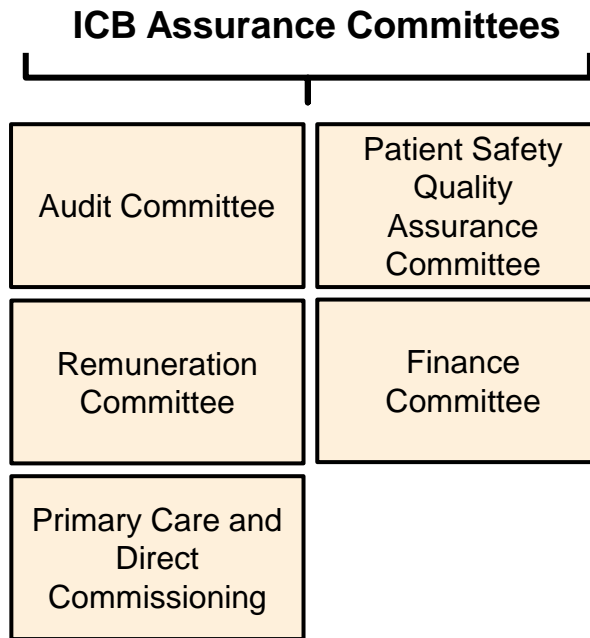 ICB Assurance Committees
Audit Committee
Patient Safety
Quality
Assurance
Committee
Remuneration
Committee
Finance
Committee
Primary Care and
Direct
Commissioning